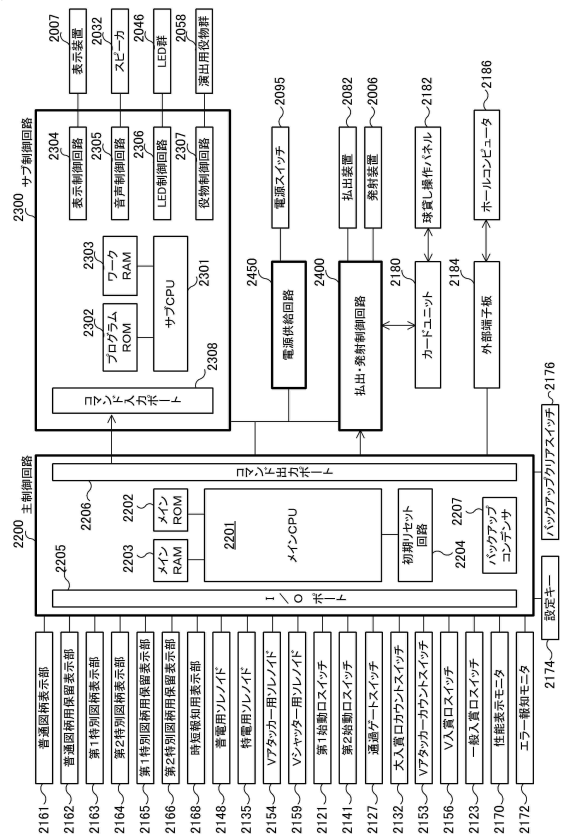 2200 主制御回路
2205
I/Oポート
2203
メイン
RAM
2202
メイン
ROM
2206
コマンド出力ポート
2201
メインCPU
初期リセット
回路
2204
2207
バックアップ
コンデンサ
2174
設定キー
バックアップクリアスイッチ
2176
2161
普通図柄表示部
2162
普通図柄用保留表示部
2163
第1特別図柄表示部
2164
第2特別図柄表示部
2165
第1特別図柄用保留表示部
2166
第2特別図柄用保留表示部
2168
時短報知用表示部
2148
普電用ソレノイド
2135
特電用ソレノイド
2154
Vアタッカー用ソレノイド
2159
Vシャッター用ソレノイド
2121
第1始動口スイッチ
2141
第2始動口スイッチ
2127
通過ゲートスイッチ
2132
大入賞口カウントスイッチ
2153
Vアタッカーカウントスイッチ
2156
V入賞口スイッチ
2123
一般入賞口スイッチ
2170
性能表示モニタ
2172
エラー報知モニタ
2300 サブ制御回路
コマンド入力ポート
2308
2302
プログラム
ROM
2303
ワーク
RAM
サブCPU
2301
2304
表示制御回路
2305
音声制御回路
2306
LED制御回路
2307
役物制御回路
表示装置
2007
スピーカ
2032
LED群
2046
演出用役物群
2058
2450
電源供給回路
電源スイッチ
2095
2400
払出・発射制御回路
払出装置
2082
発射装置
2006
2180
カードユニット
球貸し操作パネル
2182
2184
外部端子板
ホールコンピュータ
2186